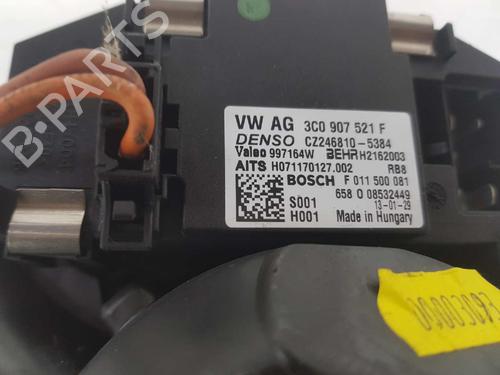 B-PARTS
VW AG 3C0 907 521 F
DENSO CZ246810-5384
Valeo 997164W BEHR H2162003
AITS H071170127.002 RB8
BOSCH F 011 500 081
658 O 08532449
S001 13-01-29
H001 Made in Hungary